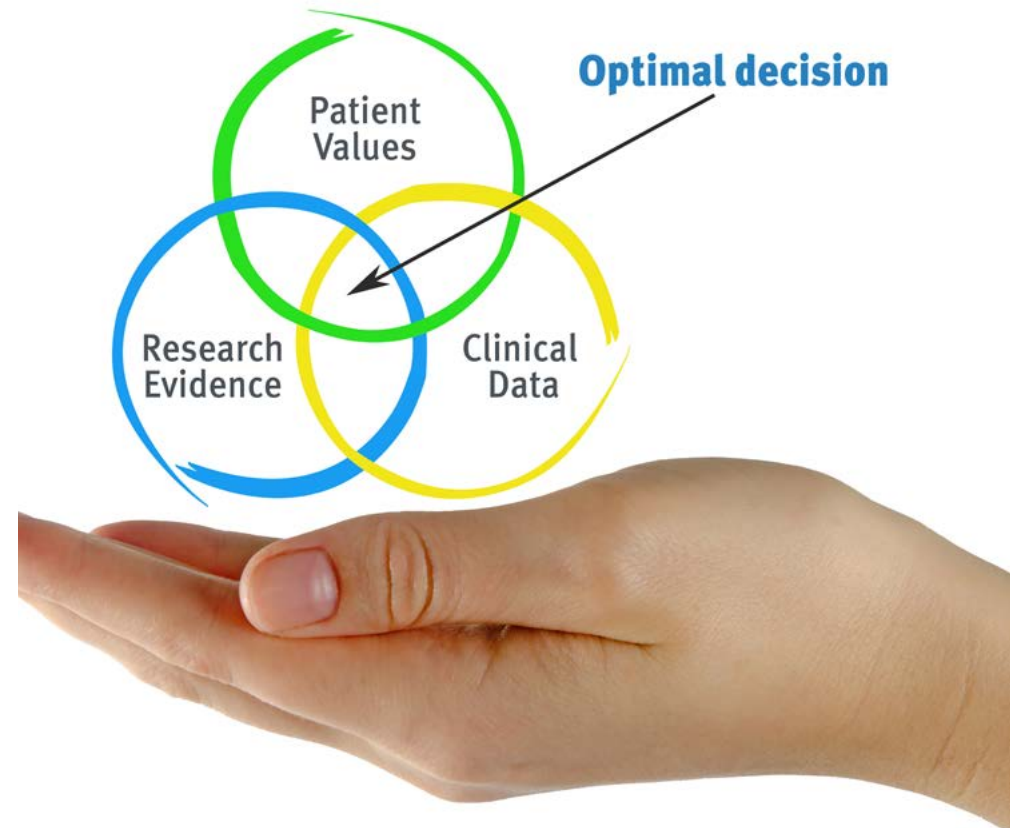 Optimal decision
Patient
Values
Research
Evidence
Clinical
Data